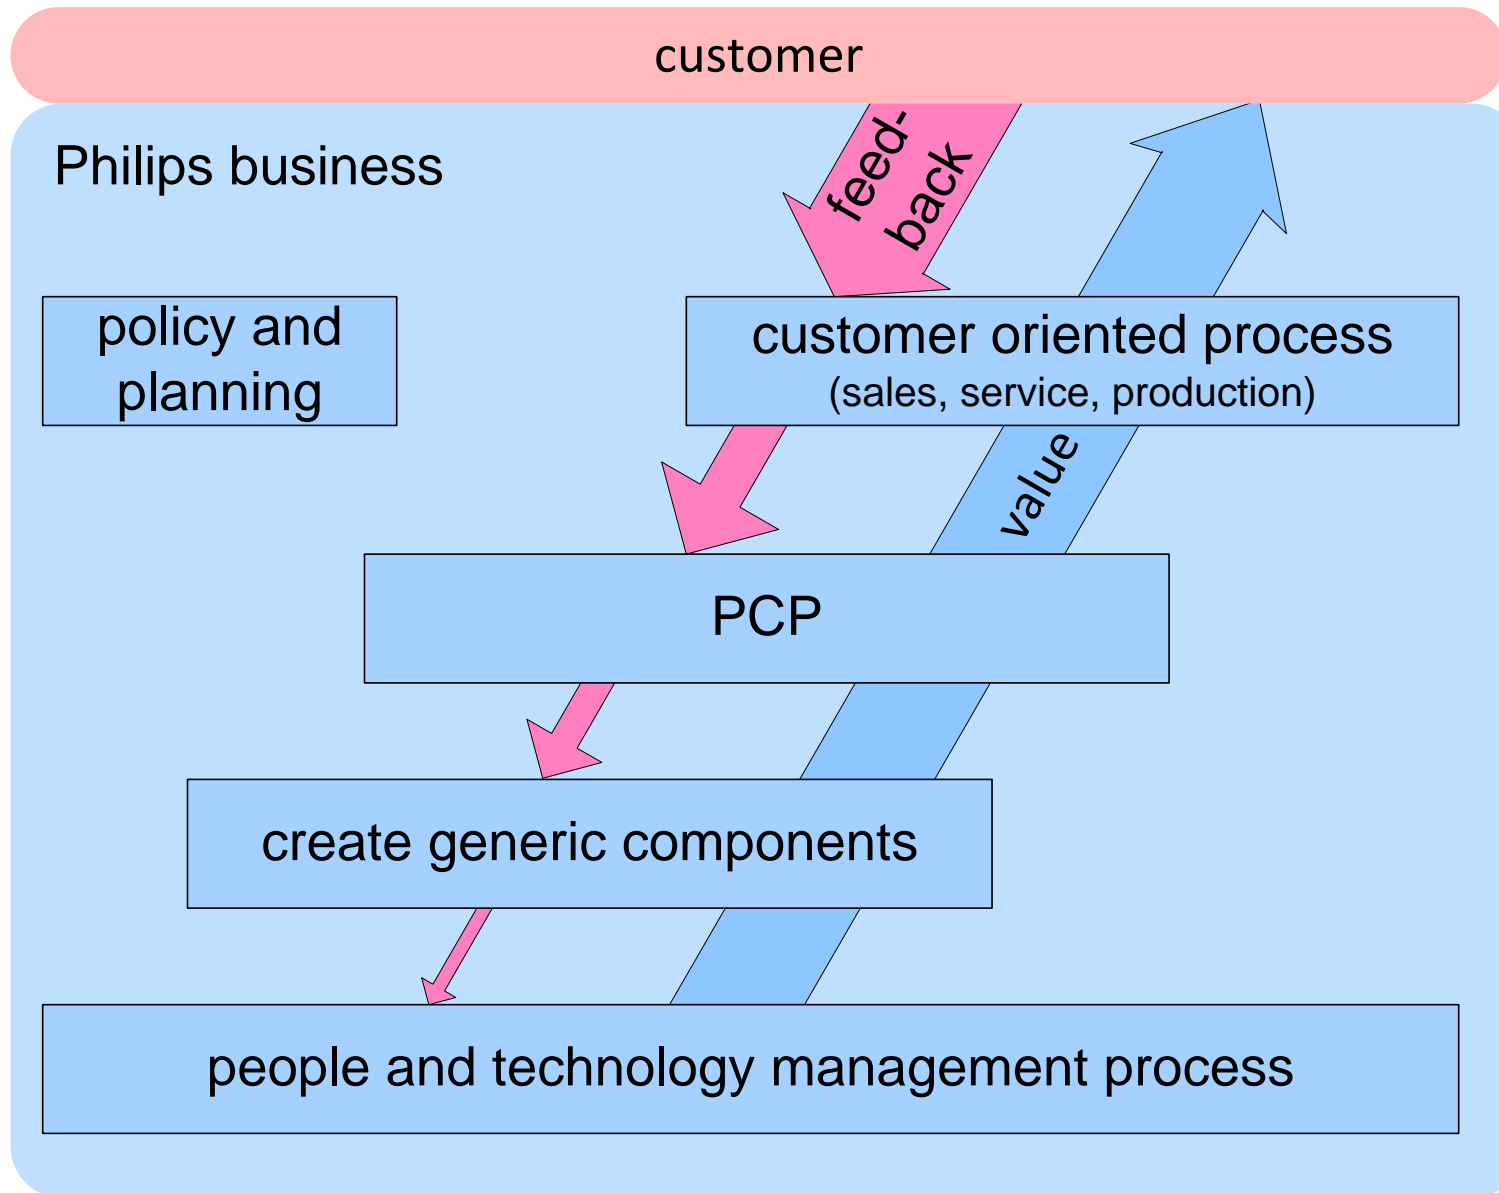 customer
Philips business
feed-
back
policy and
planning
customer oriented process
(sales, service, production)
value
PCP
create generic components
people and technology management process